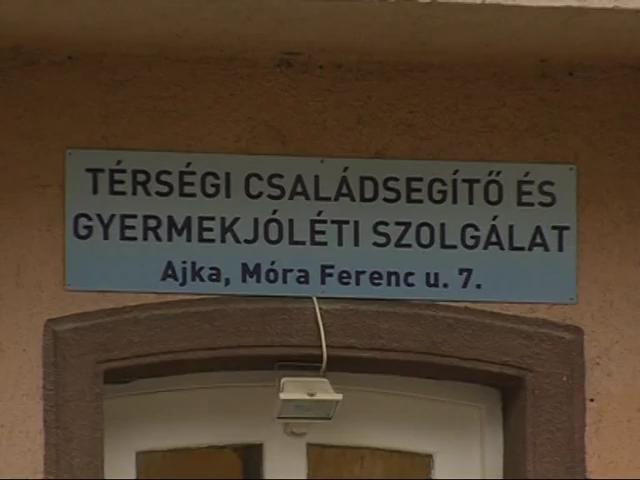 TÉRSÉGI CSALÁDSEGÍTŐ ÉS
GYERMEKJÓLÉTI SZOLGÁLAT
Ajka, Móra Ferenc u. 7.